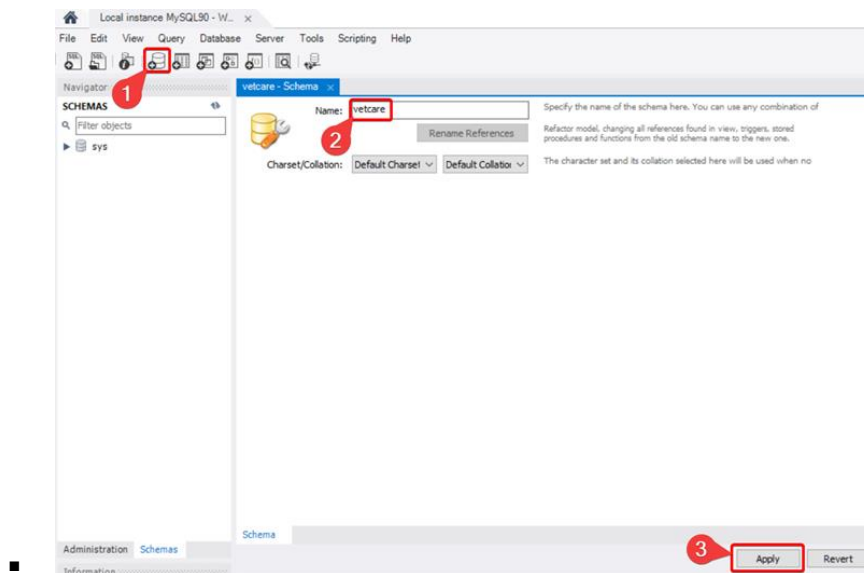 Local instance MySQL90 - W... ×
File Edit View Query Database Server Tools Scripting Help
1
Navigator
SCHEMAS
Filter objects
sys
vetcare - Schema ×
Name: vetcare
2
Rename References
Charset/Collation: Default Charset Default Collation
Specify the name of the schema here. You can use any combination of
Refactor model, changing all references found in view, triggers, stored
procedures and functions from the old schema name to the new one.
The character set and its collation selected here will be used when no
Schema
Administration Schemas
Information
3
Apply Revert